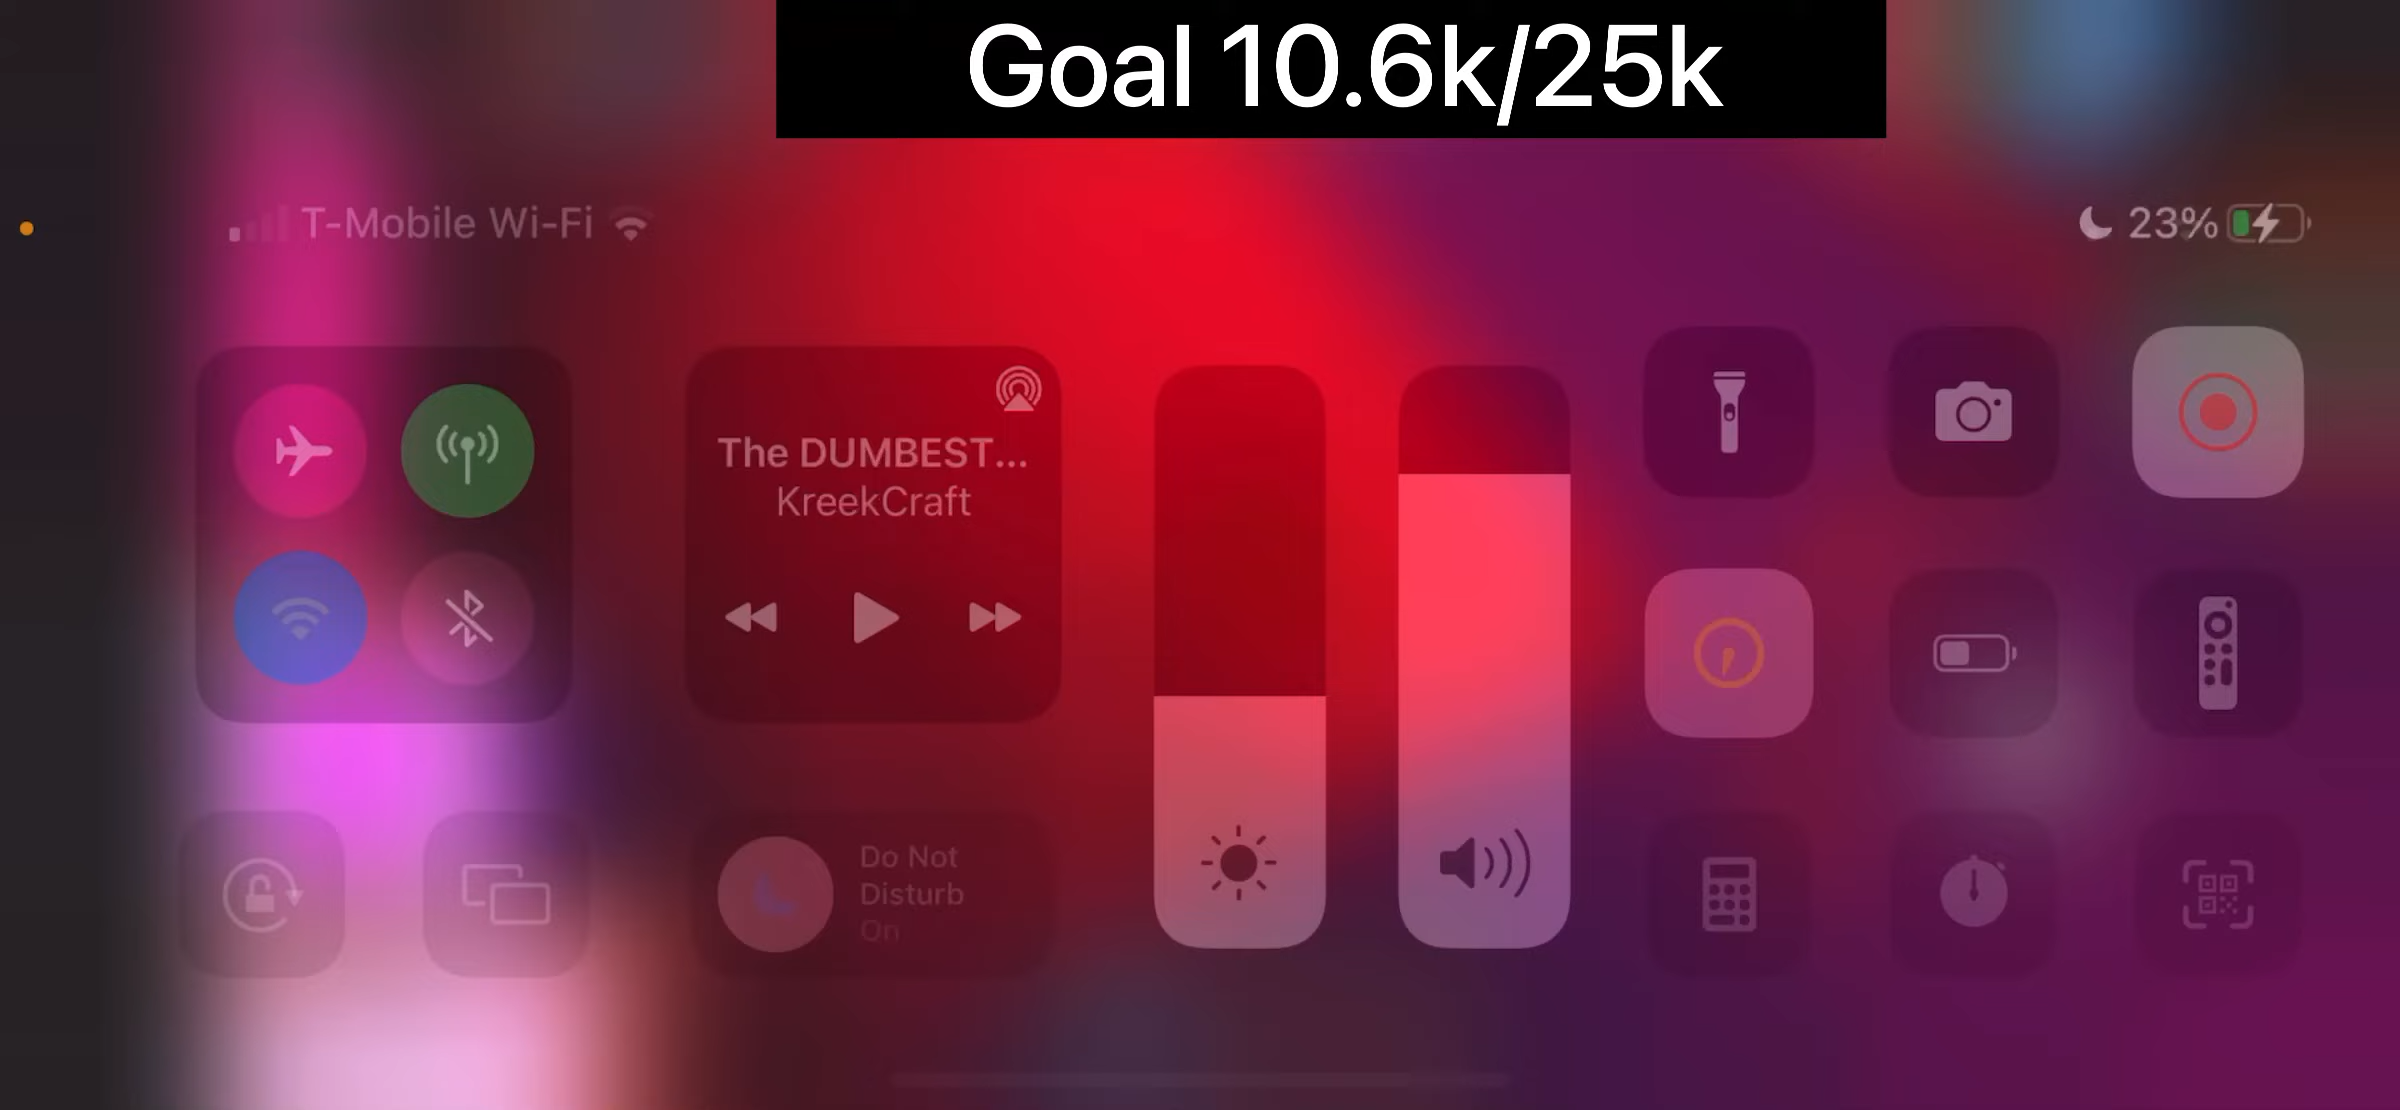 Goal 10.6k/25k
T-Mobile Wi-Fi
23%
The DUMBEST...
KreekCraft
Do Not
Disturb
On